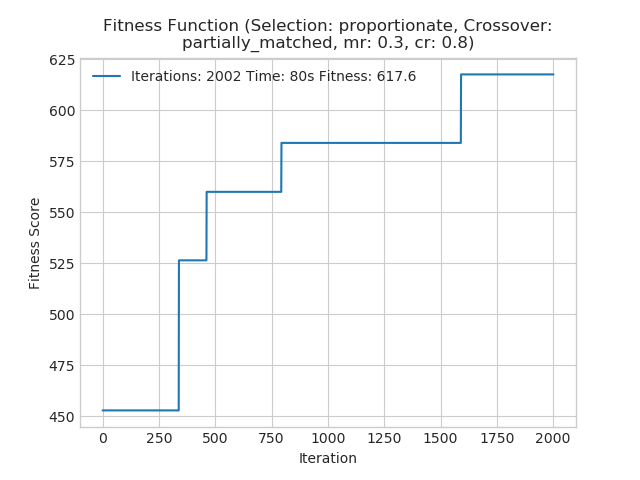 Fitness Function (Selection: proportionate, Crossover:
partially_matched, mr: 0.3, cr: 0.8)
Iterations: 2002 Time: 80s Fitness: 617.6
Fitness Score
625
600
575
550
525
500
475
450
0 250 500 750 1000 1250 1500 1750 2000
Iteration